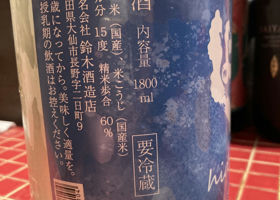 酒
内容量 1800ml
米(国産)、米こうじ(国産米)
分 15度 精米歩合 60%
名会社 鈴木酒造店
田県大仙市長野字二日町9
歳になってから。美味しく適量を。
授乳期の飲酒はお控えください。
要冷蔵
hi